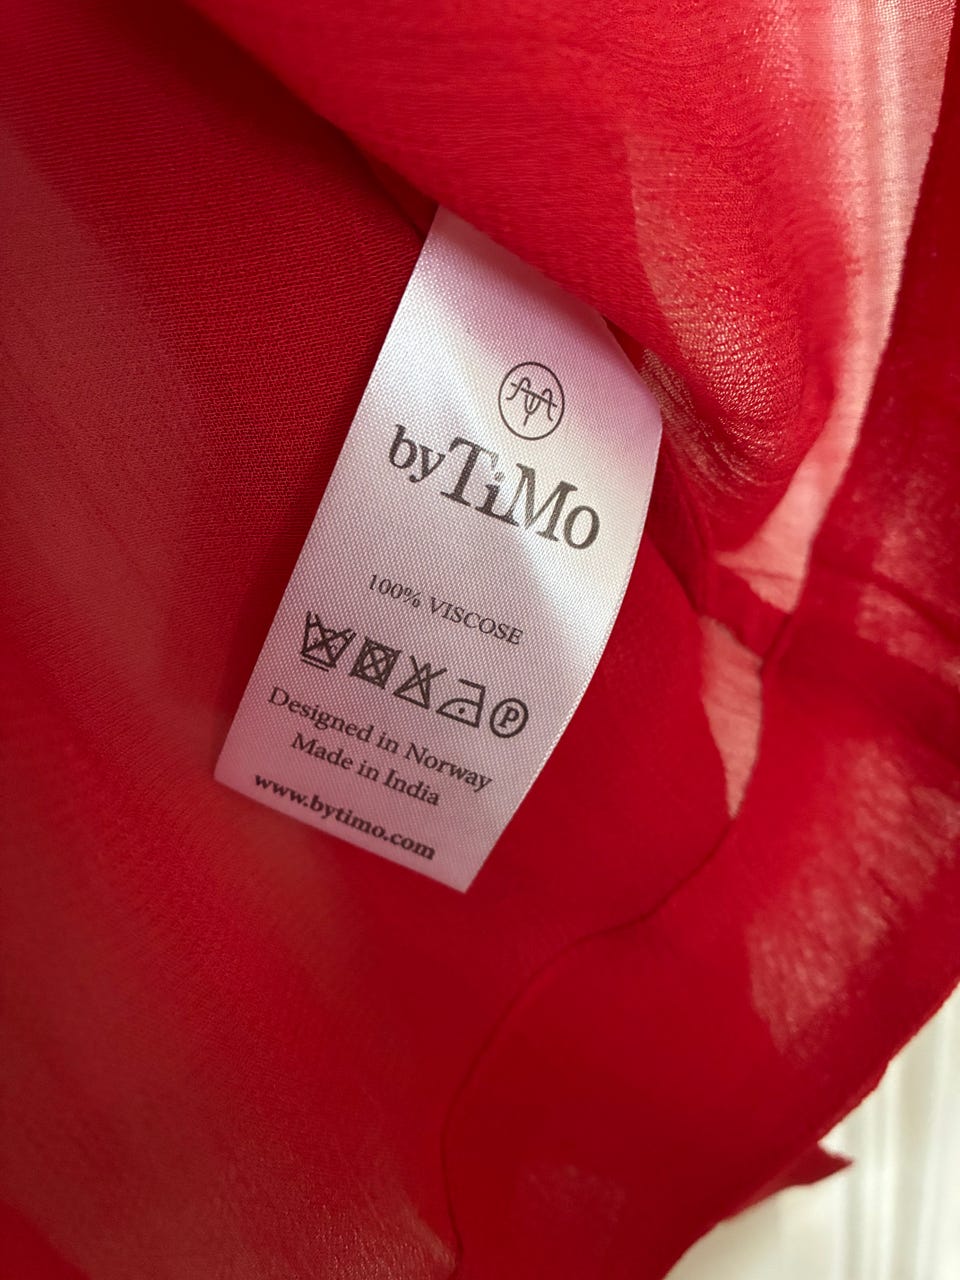 byTiMo
100% VISCOSE
P
Designed in Norway
Made in India
www.bytimo.com